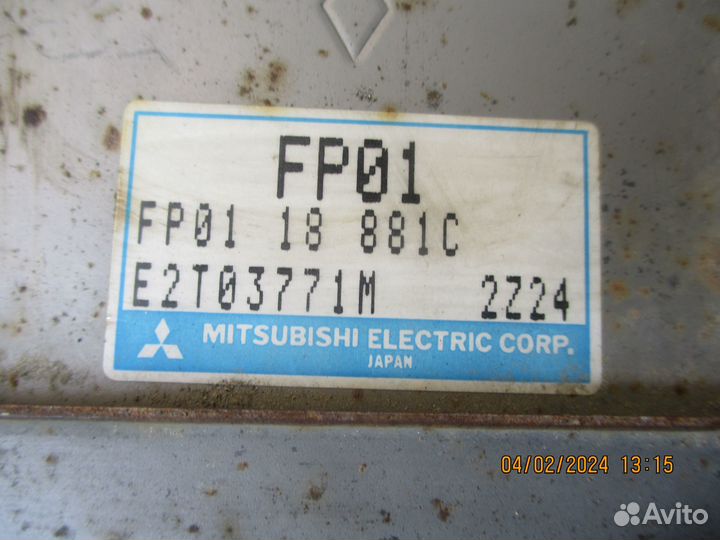 FP01
FP01 18 881C
E2T03771M 2Z24
MITSUBISHI ELECTRIC CORP.
JAPAN
04/02/2024 13:15
Avito